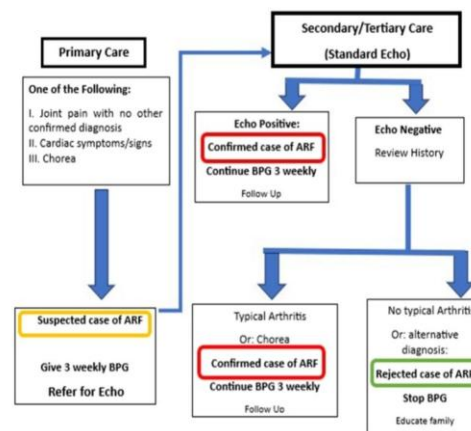 Primary Care
One of the Following:
I. Joint pain with no other
confirmed diagnosis
II. Cardiac symptoms/signs
III. Chorea
Suspected case of ARF
Give 3 weekly BPG
Refer for Echo
Secondary/Tertiary Care
(Standard Echo)
Echo Positive:
Confirmed case of ARF
Continue BPG 3 weekly
Follow Up
Echo Negative
Review History
Typical Arthritis
Or: Chorea
Confirmed case of ARF
Continue BPG 3 weekly
Follow Up
No typical Arthriti
Or: alternative
diagnosis:
Rejected case of ARF
Stop BPG
Educate family